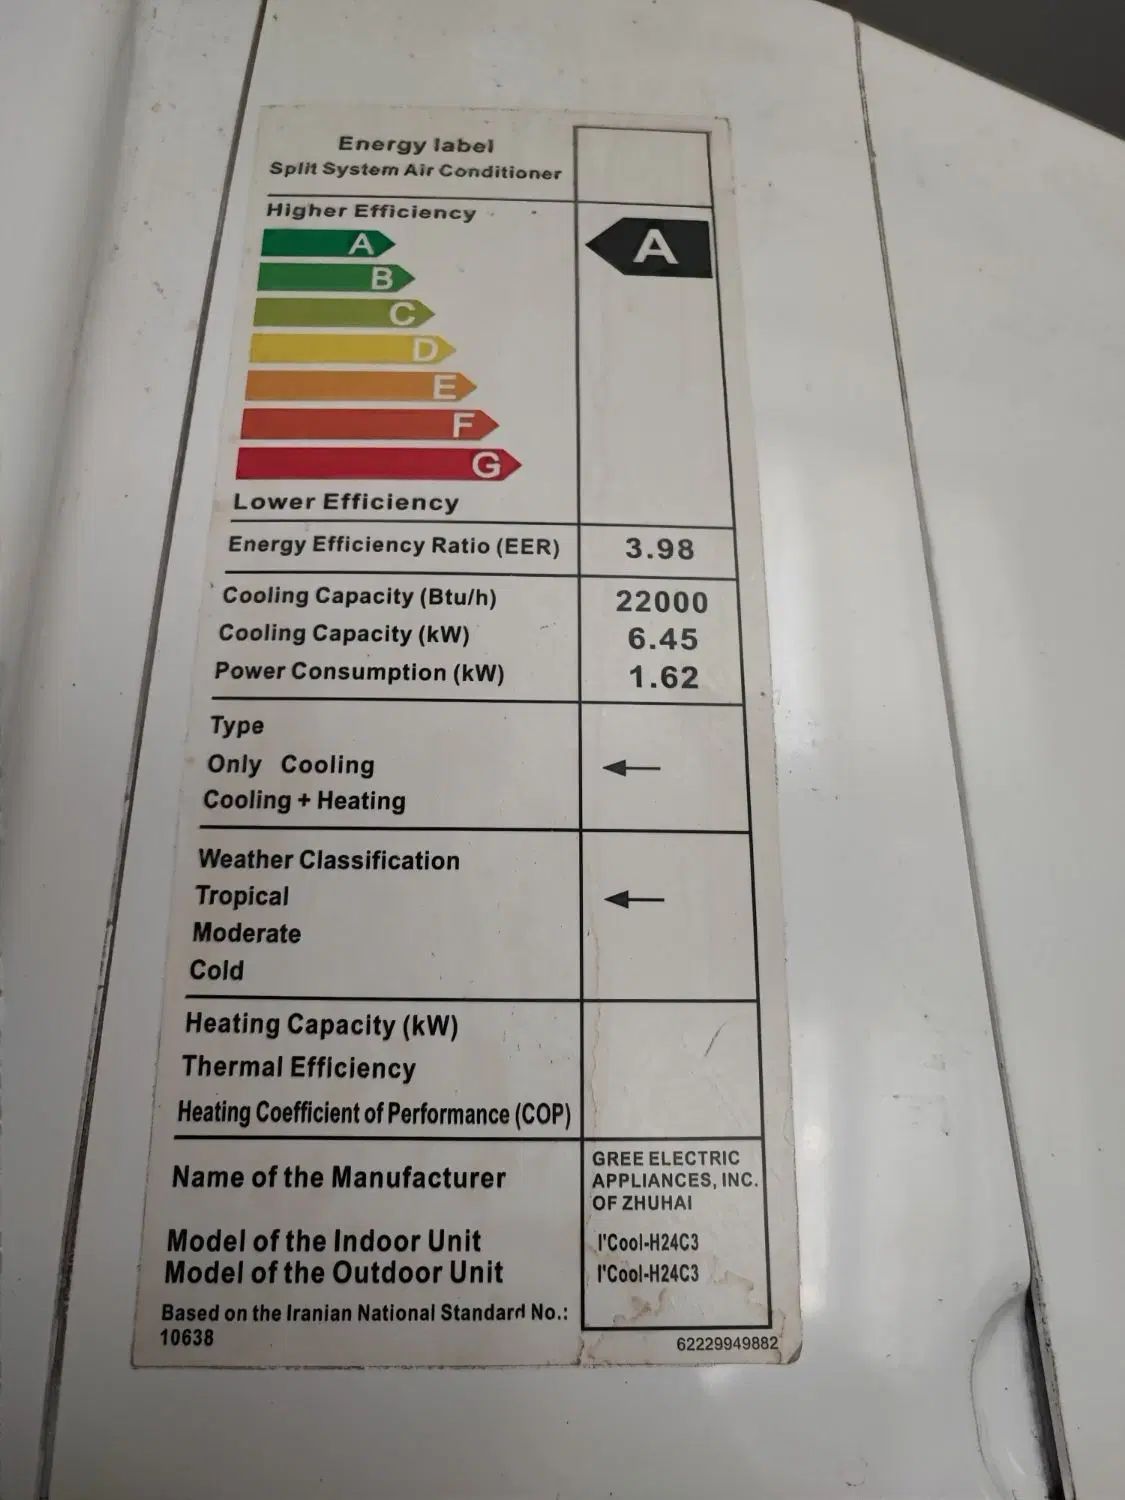 Energy label
Split System Air Conditioner
Higher Efficiency
A
A
B
C
D
E
F
G
Lower Efficiency
Energy Efficiency Ratio (EER) 3.98
Cooling Capacity (Btu/h) 22000
Cooling Capacity (kW) 6.45
Power Consumption (kW) 1.62
Type
Only Cooling
Cooling + Heating
Weather Classification
Tropical
Moderate
Cold
Heating Capacity (kW)
Thermal Efficiency
Heating Coefficient of Performance (COP)
Name of the Manufacturer
GREE ELECTRIC
APPLIANCES, INC.
OF ZHUHAI
Model of the Indoor Unit I'Cool-H24C3
Model of the Outdoor Unit I'Cool-H24C3
Based on the Iranian National Standard No.:
10638
62229949882